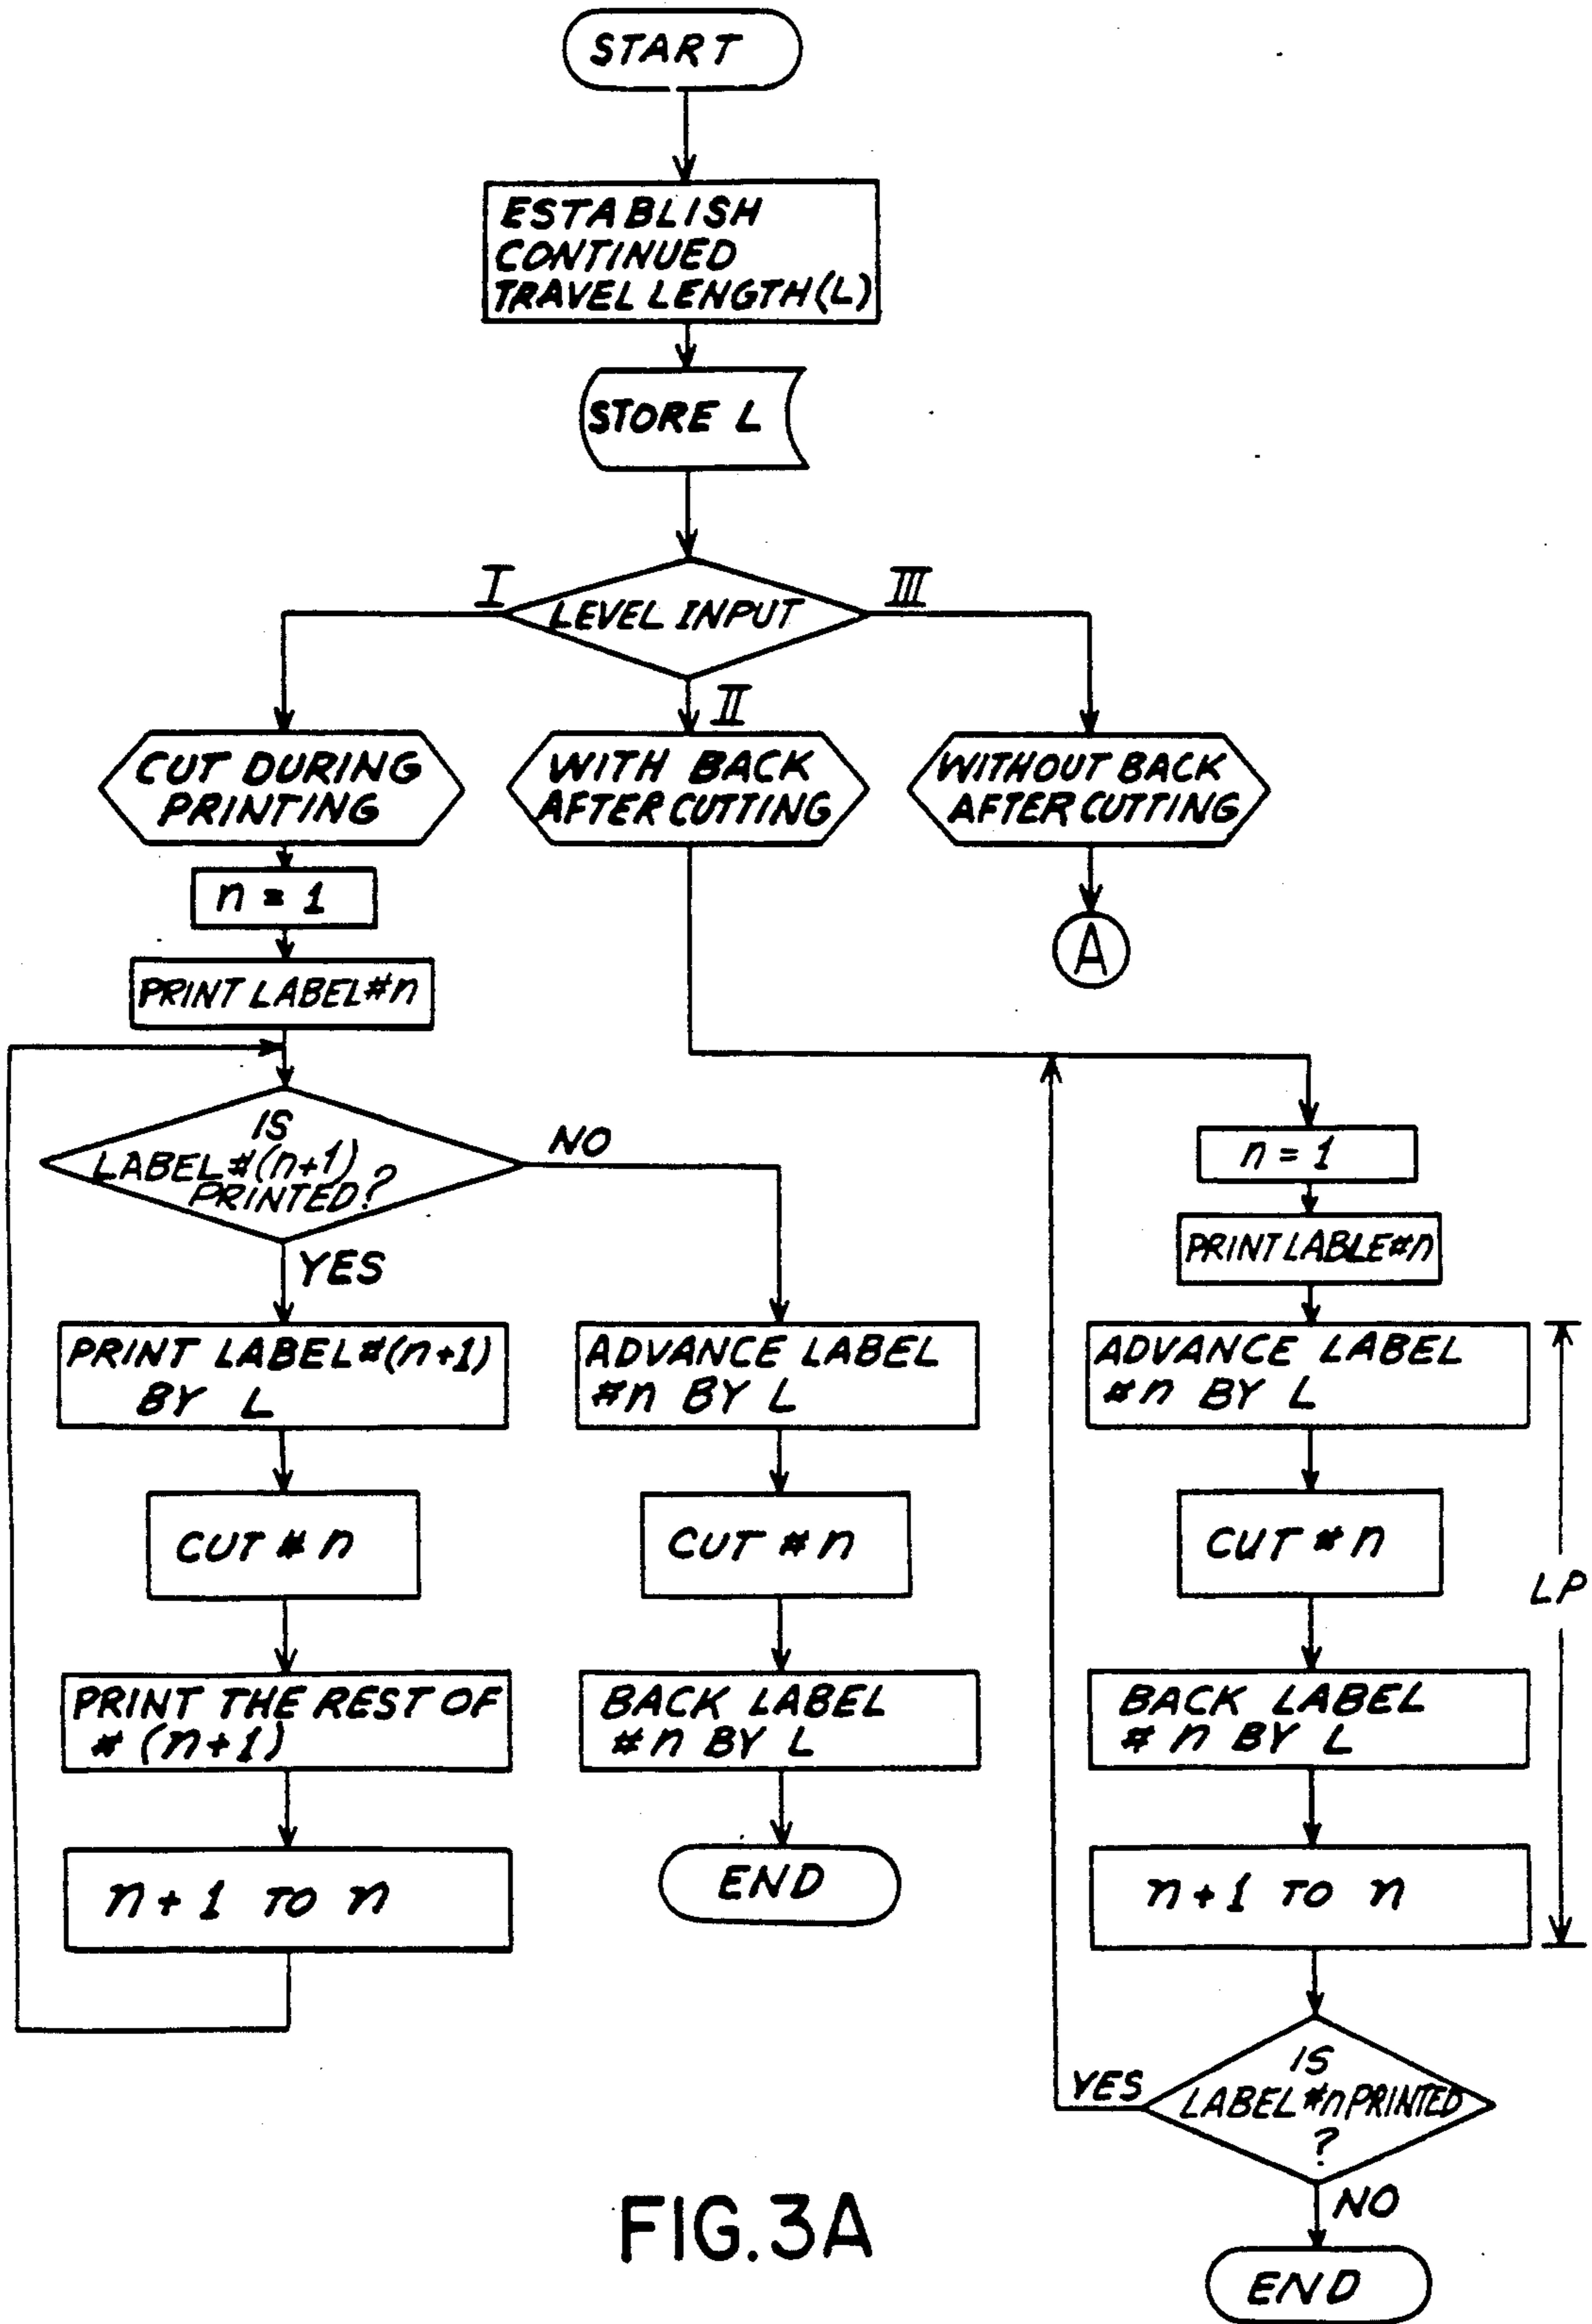 START
ESTABLISH
CONTINUED
TRAVEL LENGTH(L)
STORE L
LEVEL INPUT
I
II
III
CUT DURING
PRINTING
n = 1
PRINT LABEL#n
IS
LABEL#(n+1)
PRINTED?
YES
NO
PRINT LABEL#(n+1)
BY L
CUT # n
PRINT THE REST OF
# (n+1)
n + 1 TO n
ADVANCE LABEL
#n BY L
CUT #n
BACK LABEL
#n BY L
END
WITH BACK
AFTER CUTTING
n = 1
PRINT LABLE#n
ADVANCE LABEL
#n BY L
CUT #n
BACK LABEL
# n BY L
n + 1 TO n
LP
IS
LABEL #n PRINTED
?
YES
NO
END
WITHOUT BACK
AFTER CUTTING
A
FIG.3A